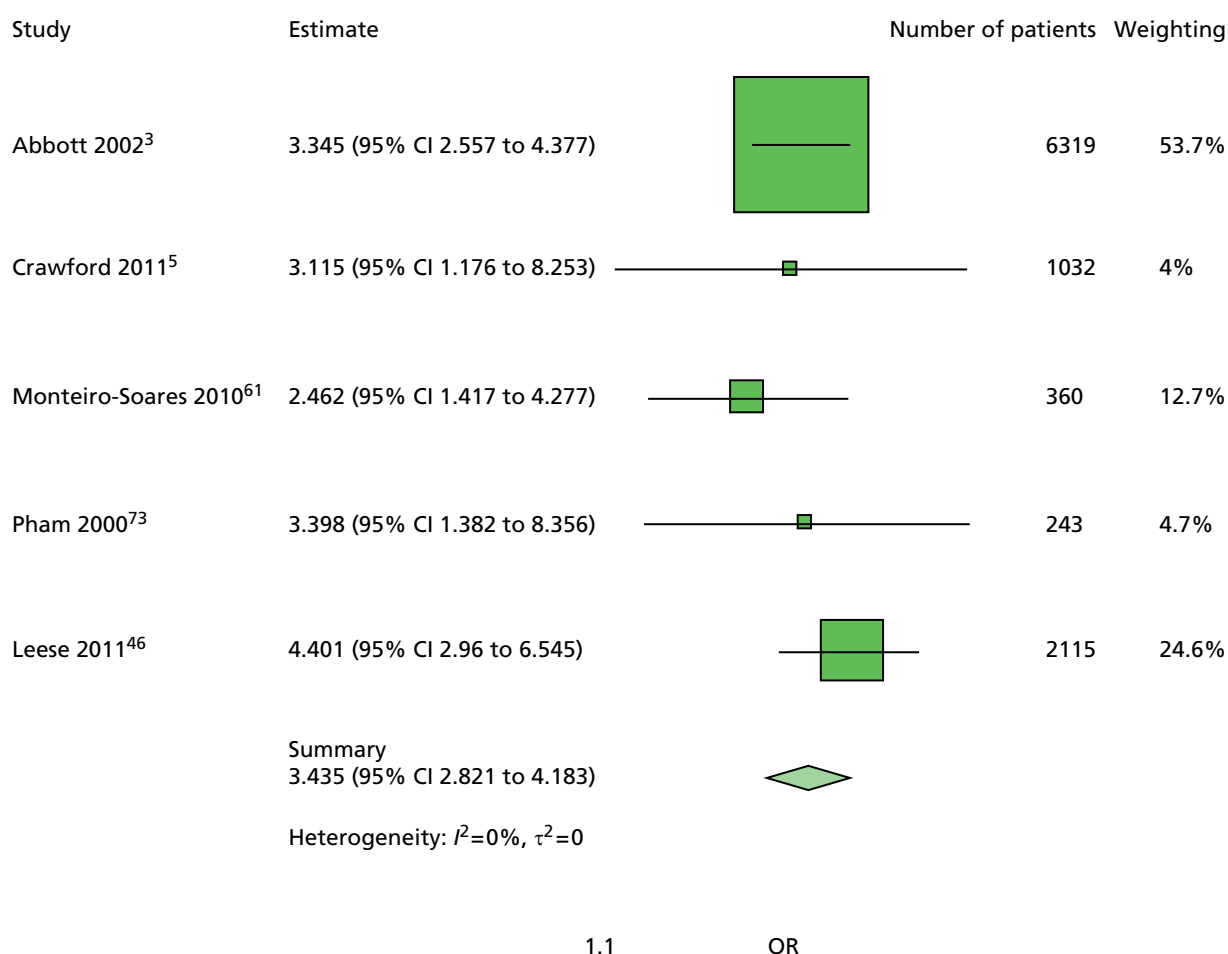 Study Estimate Number of patients Weighting
Abbott 2002³ 3.345 (95% CI 2.557 to 4.377) 6319 53.7%
Crawford 2011⁵ 3.115 (95% CI 1.176 to 8.253) 1032 4%
Monteiro-Soares 2010⁶¹ 2.462 (95% CI 1.417 to 4.277) 360 12.7%
Pham 2000⁷³ 3.398 (95% CI 1.382 to 8.356) 243 4.7%
Leese 2011⁴⁶ 4.401 (95% CI 2.96 to 6.545) 2115 24.6%
Summary
3.435 (95% CI 2.821 to 4.183)
Heterogeneity: I²=0%, τ²=0
1.1 OR